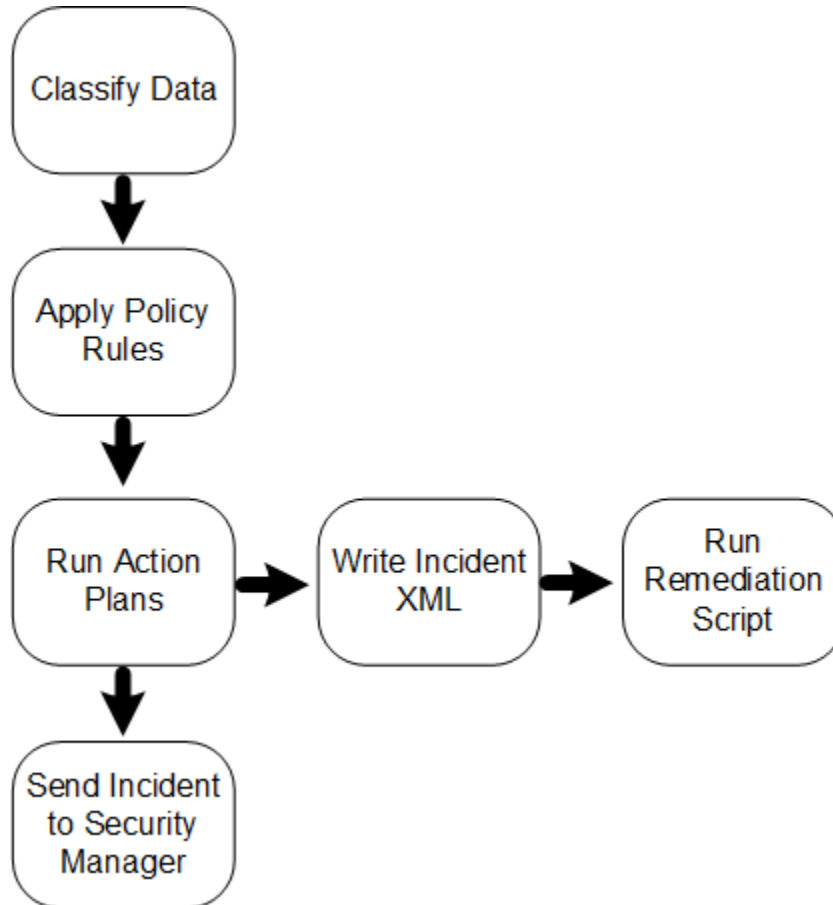 Classify Data
Apply Policy
Rules
Run Action
Plans
Write Incident
XML
Run
Remediation
Script
Send Incident
to Security
Manager